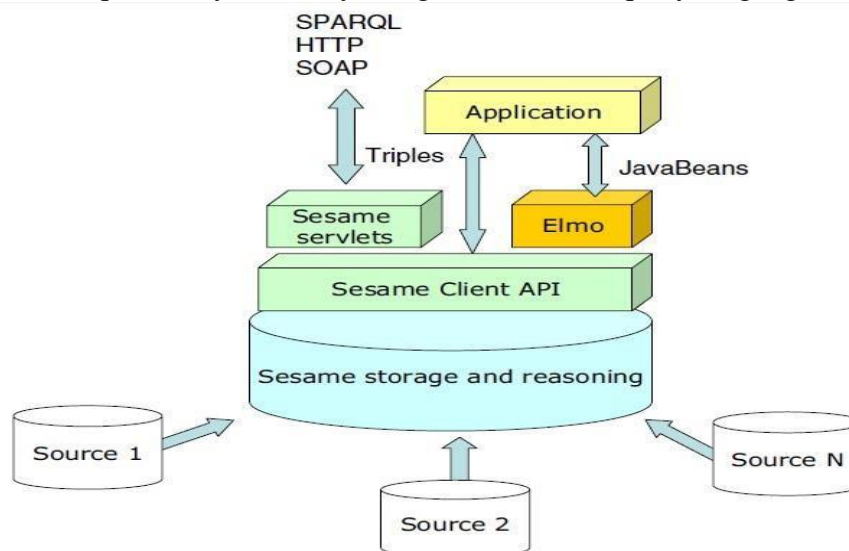 SPARQL
HTTP
SOAP
Application
Triples
JavaBeans
Sesame
servlets
Elmo
Sesame Client API
Sesame storage and reasoning
Source 1
Source 2
Source N